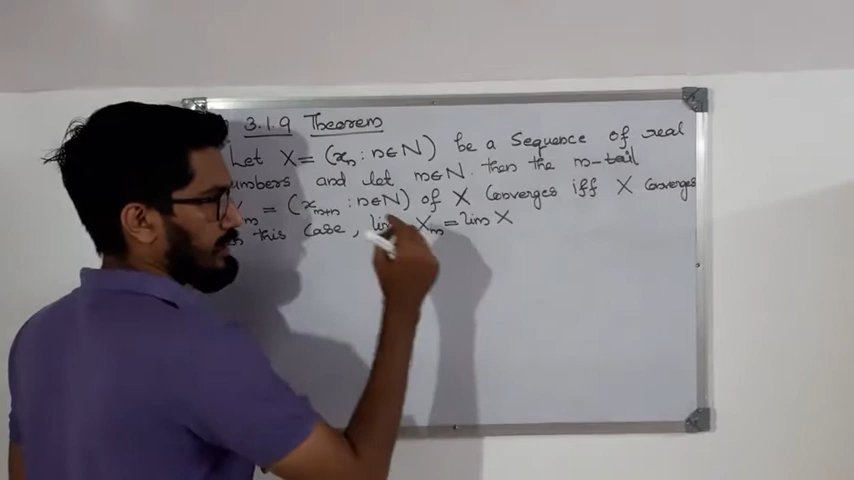 3.1.9 Theorem
Let X = (xₙ : n∈N) be a Sequence of real
umbers and let m∈N. then the m-tail
ₘ = (xₘ₊ₙ : n∈N) of X Converges iff X Converges
this Case, lim Xₘ = lim X